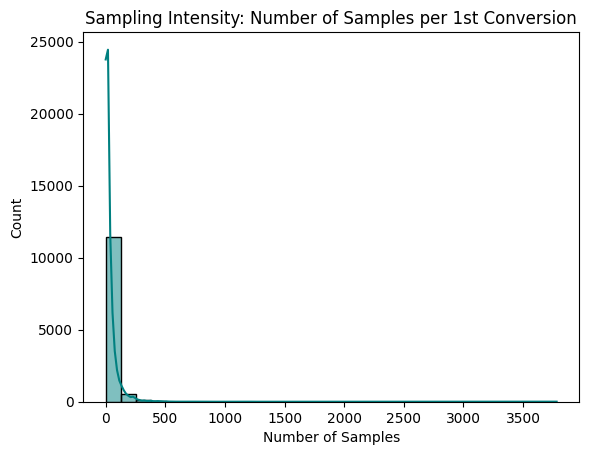 Sampling Intensity: Number of Samples per 1st Conversion
25000
20000
15000
10000
5000
0
Count
0 500 1000 1500 2000 2500 3000 3500
Number of Samples